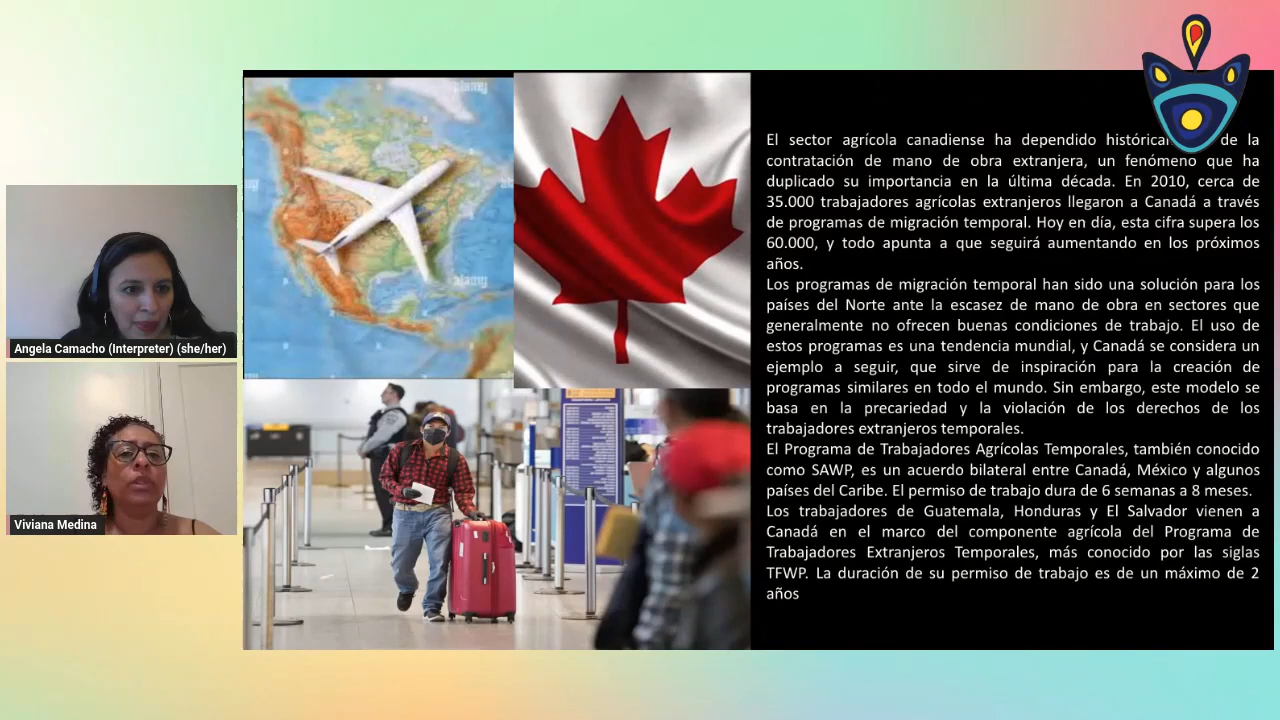 El sector agrícola canadiense ha dependido de la
contratación de mano de obra extranjera, un fenómeno que ha
duplicado su importancia en la última década. En 2010, cerca de
35.000 trabajadores agrícolas extranjeros llegaron a Canadá a través
de programas de migración temporal. Hoy en día, esta cifra supera los
60.000, y todo apunta a que seguirá aumentando en los próximos
años.
Los programas de migración temporal han sido una solución para los
países del Norte ante la escasez de mano de obra en sectores que
generalmente no ofrecen buenas condiciones de trabajo. El uso de
estos programas es una tendencia mundial, y Canadá se considera un
ejemplo a seguir, que sirve de inspiración para la creación de
programas similares en todo el mundo. Sin embargo, este modelo se
basa en la precariedad y la violación de los derechos de los
trabajadores extranjeros temporales.
El Programa de Trabajadores Agrícolas Temporales, también conocido
como SAWP, es un acuerdo bilateral entre Canadá, México y algunos
países del Caribe. El permiso de trabajo dura de 6 semanas a 8 meses.
Los trabajadores de Guatemala, Honduras y El Salvador vienen a
Canadá en el marco del componente agrícola del Programa de
Trabajadores Extranjeros Temporales, más conocido por las siglas
TFWP. La duración de su permiso de trabajo es de un máximo de 2
años
Angela Camacho (Interpreter) (she/her)
Viviana Medina
alamy
alamy